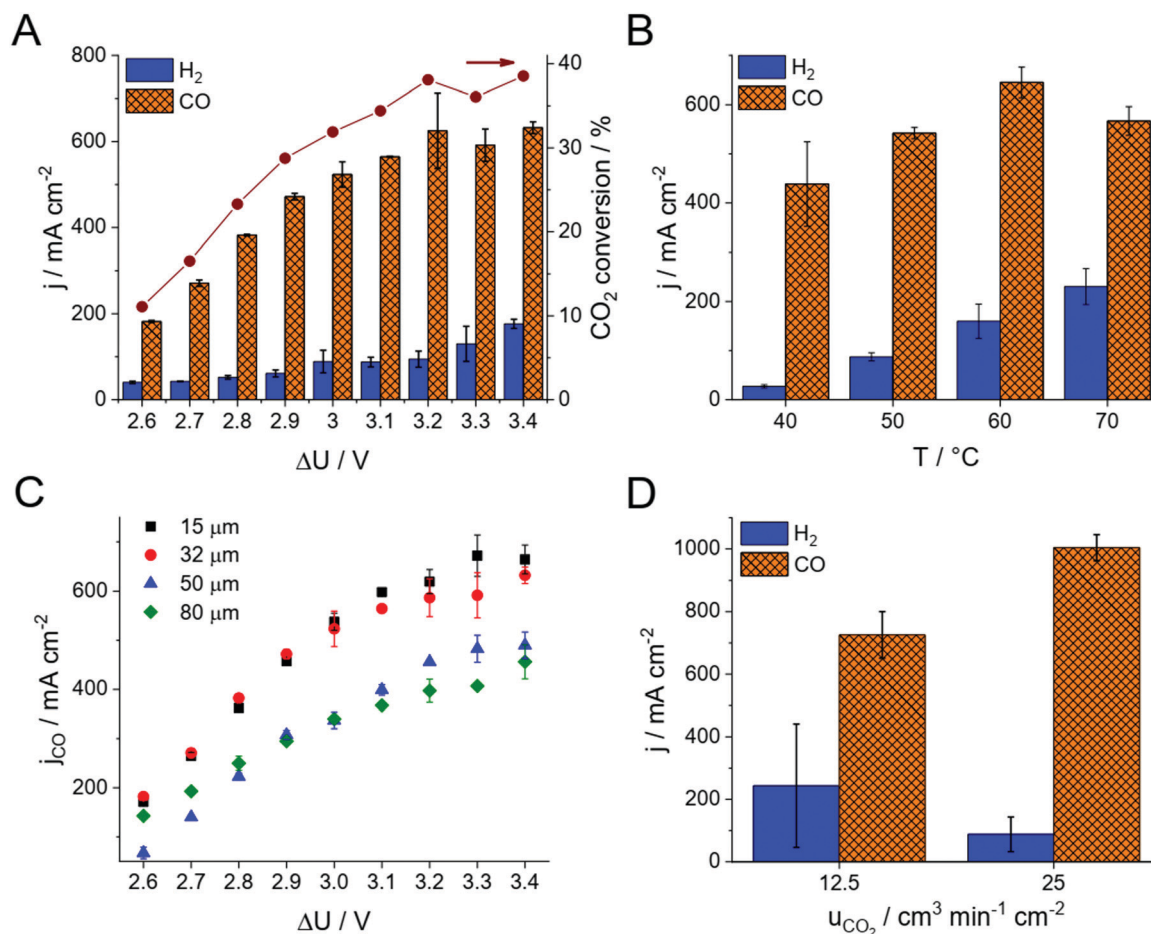 A
H₂
CO
j / mA cm⁻²
800
600
400
200
0
CO₂ conversion / %
40
30
20
10
0
2.6 2.7 2.8 2.9 3 3.1 3.2 3.3 3.4
ΔU / V
B
H₂
CO
j / mA cm⁻²
600
400
200
0
40 50 60 70
T / °C
C
15 µm
32 µm
50 µm
80 µm
j_CO / mA cm⁻²
600
400
200
2.6 2.7 2.8 2.9 3.0 3.1 3.2 3.3 3.4
ΔU / V
D
H₂
CO
j / mA cm⁻²
1000
800
600
400
200
0
12.5 25
u_CO₂ / cm³ min⁻¹ cm⁻²